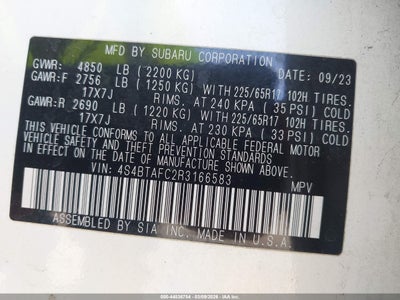 MFD BY SUBARU CORPORATION
GVWR: 4850 LB (2200 KG) DATE: 09/23
GAWR:F 2756 LB (1250 KG) WITH 225/65R17 102H TIRES,
17X7J RIMS. AT 240 KPA (35 PSI) COLD
GAWR:R 2690 LB (1220 KG) WITH 225/65R17 102H TIRES,
17X7J RIMS. AT 230 KPA (33 PSI) COLD
THIS VEHICLE CONFORMS TO ALL APPLICABLE FEDERAL MOTOR
VEHICLE SAFETY, BUMPER, AND THEFT PREVENTION STANDARDS
IN EFFECT ON THE DATE OF MANUFACTURE SHOWN ABOVE.
VIN: 4S4BTAFC2R3166583 MPV
ASSEMBLED BY SIA INC. MADE IN U.S.A.